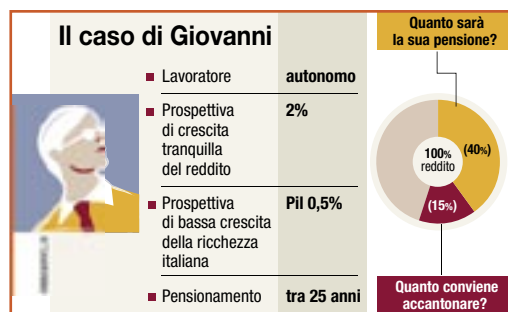 Il caso di Giovanni
Lavoratore autonomo
Prospettiva 2%
di crescita
tranquilla
del reddito
Prospettiva Pil 0,5%
di bassa crescita
della ricchezza
italiana
Pensionamento tra 25 anni
Quanto sarà
la sua pensione?
100%
reddito
(40%)
(15%)
Quanto conviene
accantonare?